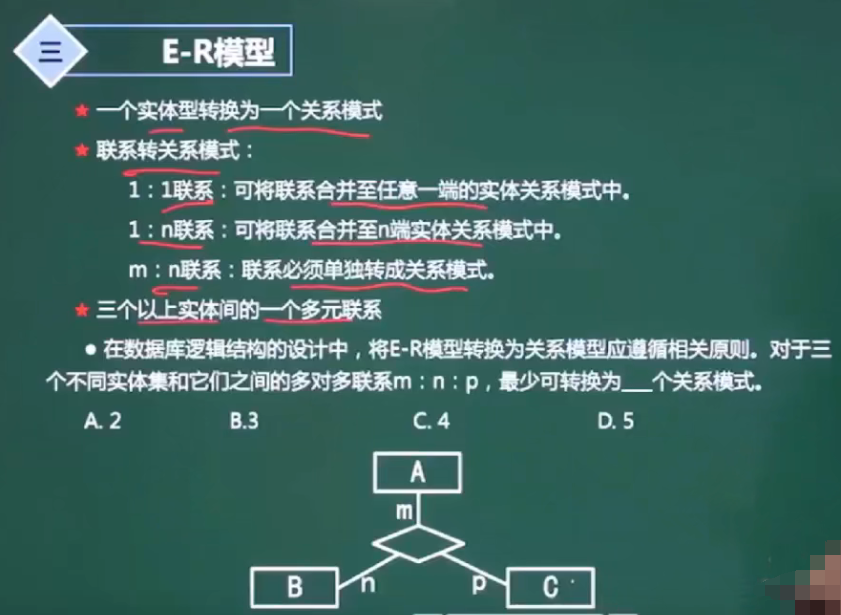 三
E-R模型
★ 一个实体型转换为一个关系模式
★ 联系转关系模式：
1：1联系：可将联系合并至任意一端的实体关系模式中。
1：n联系：可将联系合并至n端实体关系模式中。
m：n联系：联系必须单独转成关系模式。
★ 三个以上实体间的一个多元联系
● 在数据库逻辑结构的设计中，将E-R模型转换为关系模型应遵循相关原则。对于三
个不同实体集和它们之间的多对多联系m：n：p，最少可转换为___个关系模式。
A. 2 B.3 C. 4 D. 5
A
m
n p
B C